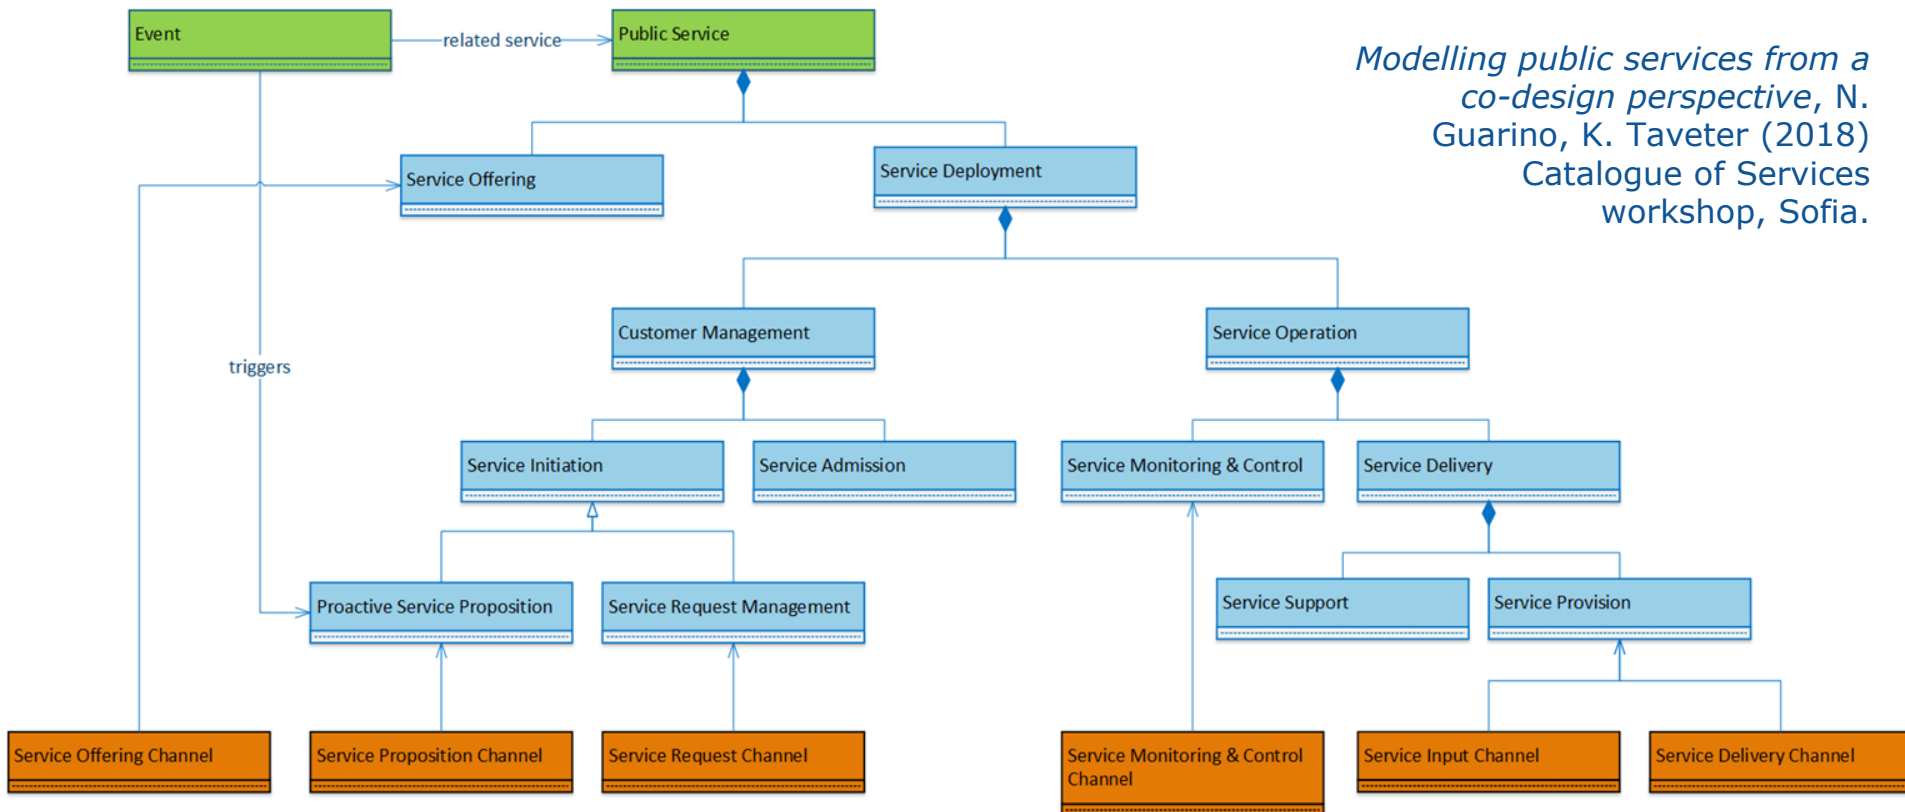 Event
related service
Public Service
Modelling public services from a
co-design perspective, N.
Guarino, K. Taveter (2018)
Catalogue of Services
workshop, Sofia.
Service Offering
Service Deployment
Customer Management
Service Operation
triggers
Service Initiation
Service Admission
Service Monitoring & Control
Service Delivery
Proactive Service Proposition
Service Request Management
Service Support
Service Provision
Service Offering Channel
Service Proposition Channel
Service Request Channel
Service Monitoring & Control
Channel
Service Input Channel
Service Delivery Channel